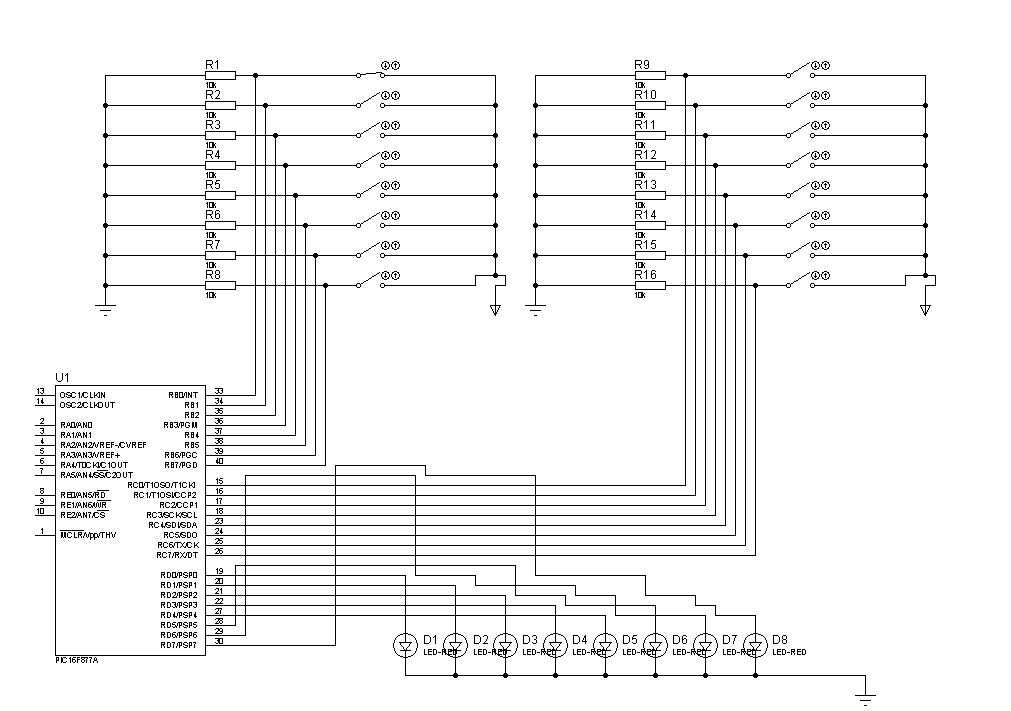 R1 R9
10k 10k
R2 R10
10k 10k
R3 R11
10k 10k
R4 R12
10k 10k
R5 R13
10k 10k
R6 R14
10k 10k
R7 R15
10k 10k
R8 R16
10k 10k
U1
13 OSC1/CLKIN RB0/INT 33
14 OSC2/CLKOUT RB1 34
RB2 35
2 RA0/AN0 RB3/PGM 36
3 RA1/AN1 RB4 37
4 RA2/AN2/VREF-/CVREF RB5 38
5 RA3/AN3/VREF+ RB6/PGC 39
6 RA4/T0CKI/C1OUT RB7/PGD 40
7 RA5/AN4/SS/C2OUT
RC0/T1OSO/T1CKI 15
8 RE0/AN5/RD RC1/T1OSI/CCP2 16
9 RE1/AN6/WR RC2/CCP1 17
10 RE2/AN7/CS RC3/SCK/SCL 18
RC4/SDI/SDA 23
1 MCLR/Vpp/THV RC5/SDO 24
RC6/TX/CK 25
RC7/RX/DT 26
RD0/PSP0 19
RD1/PSP1 20
RD2/PSP2 21
RD3/PSP3 22
RD4/PSP4 27
RD5/PSP5 28
RD6/PSP6 29
RD7/PSP7 30
PIC16F877A
D1 D2 D3 D4 D5 D6 D7 D8
LED-RED LED-RED LED-RED LED-RED LED-RED LED-RED LED-RED LED-RED